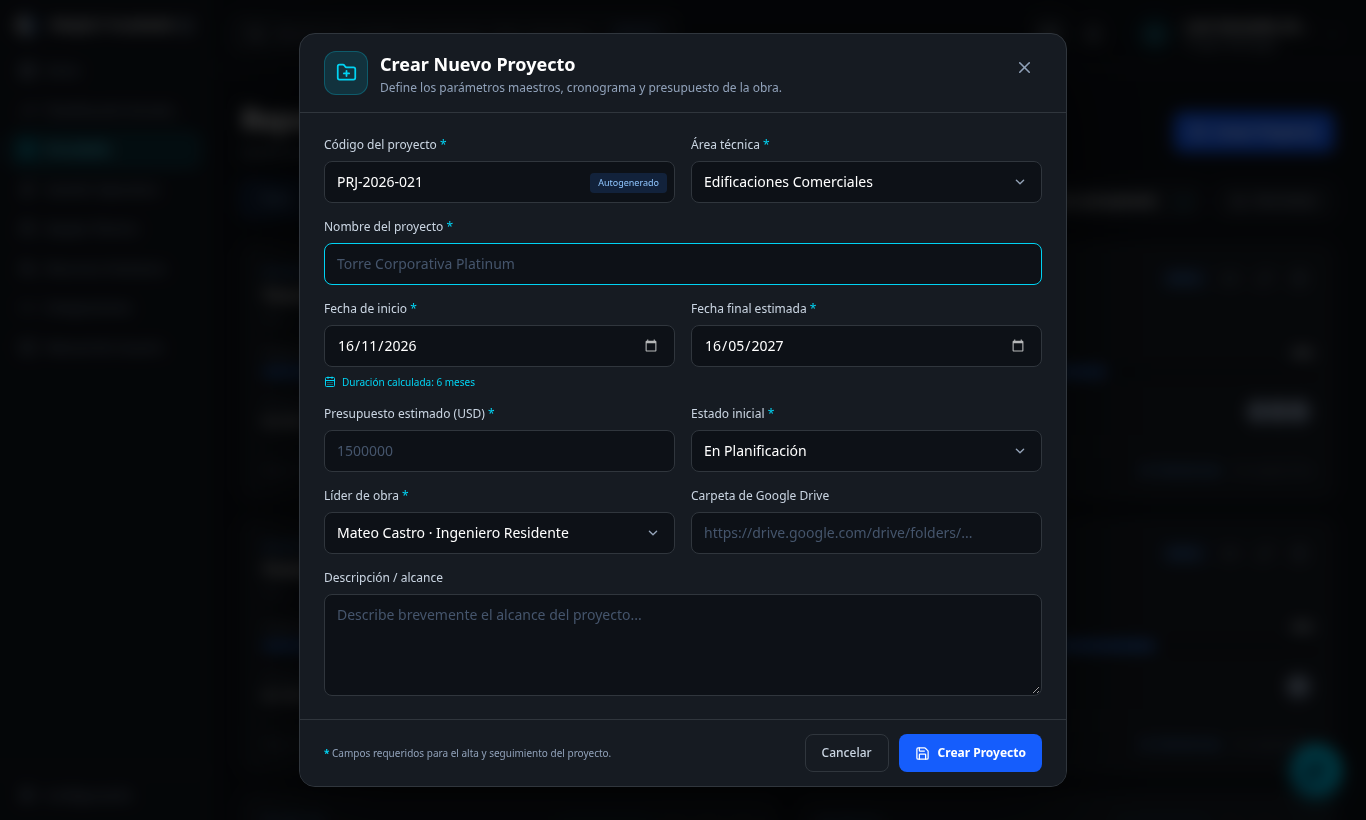 Crear Nuevo Proyecto
Define los parámetros maestros, cronograma y presupuesto de la obra.
Código del proyecto *
Área técnica *
PRJ-2026-021
Autogenerado
Edificaciones Comerciales
Nombre del proyecto *
Torre Corporativa Platinum
Fecha de inicio *
Fecha final estimada *
16/11/2026
16/05/2027
Duración calculada: 6 meses
Presupuesto estimado (USD) *
Estado inicial *
1500000
En Planificación
Líder de obra *
Carpeta de Google Drive
Mateo Castro · Ingeniero Residente
https://drive.google.com/drive/folders/...
Descripción / alcance
Describe brevemente el alcance del proyecto...
* Campos requeridos para el alta y seguimiento del proyecto.
Cancelar
Crear Proyecto